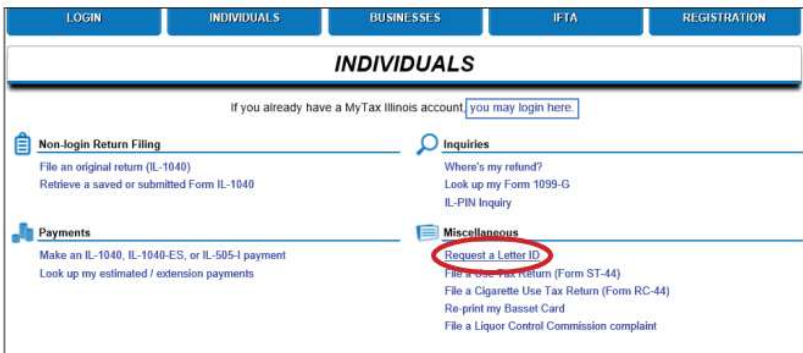 LOGIN INDIVIDUALS BUSINESSES IFTA REGISTRATION
INDIVIDUALS
If you already have a MyTax Illinois account, you may login here.
Non-login Return Filing
File an original return (IL-1040)
Retrieve a saved or submitted Form IL-1040
Inquiries
Where's my refund?
Look up my Form 1099-G
IL-PIN Inquiry
Payments
Make an IL-1040, IL-1040-ES, or IL-505-I payment
Look up my estimated / extension payments
Miscellaneous
Request a Letter ID
File a Use Tax Return (Form ST-44)
File a Cigarette Use Tax Return (Form RC-44)
Re-print my Basset Card
File a Liquor Control Commission complaint